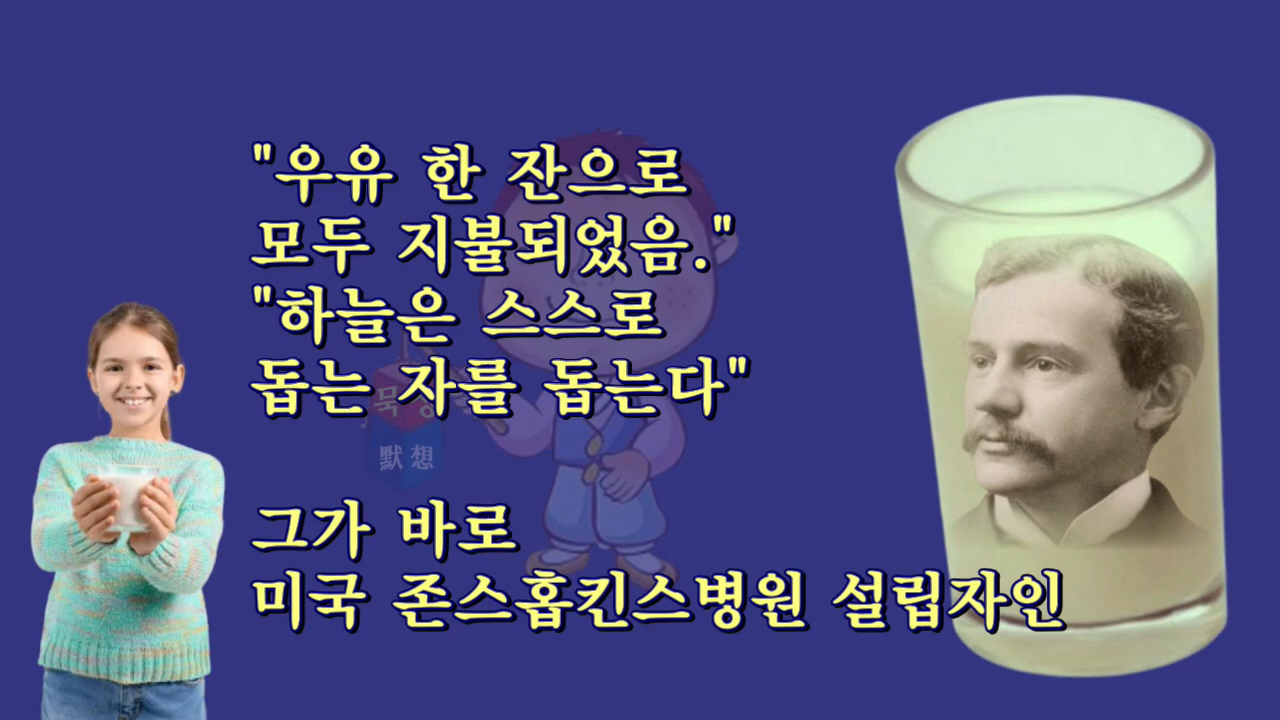 "우유 한 잔으로
모두 지불되었음."
"하늘은 스스로
돕는 자를 돕는다"
그가 바로
미국 존스홉킨스병원 설립자인
默想